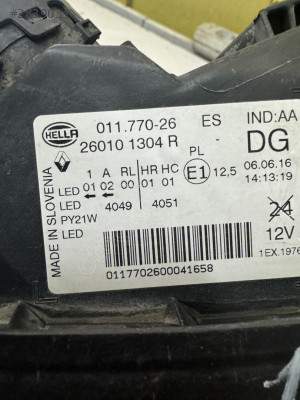 HELLA 011.770-26 ES IND:AA
26010 1304 R DG
PL
MADE IN SLOVENIA
1 A RL HR HC E1 12,5 06.06.16
LED 01 02 00 01 01 14:13:19
LED 4049 4051
PY21W 24
LED 12V
1EX.1976
0117702600041658